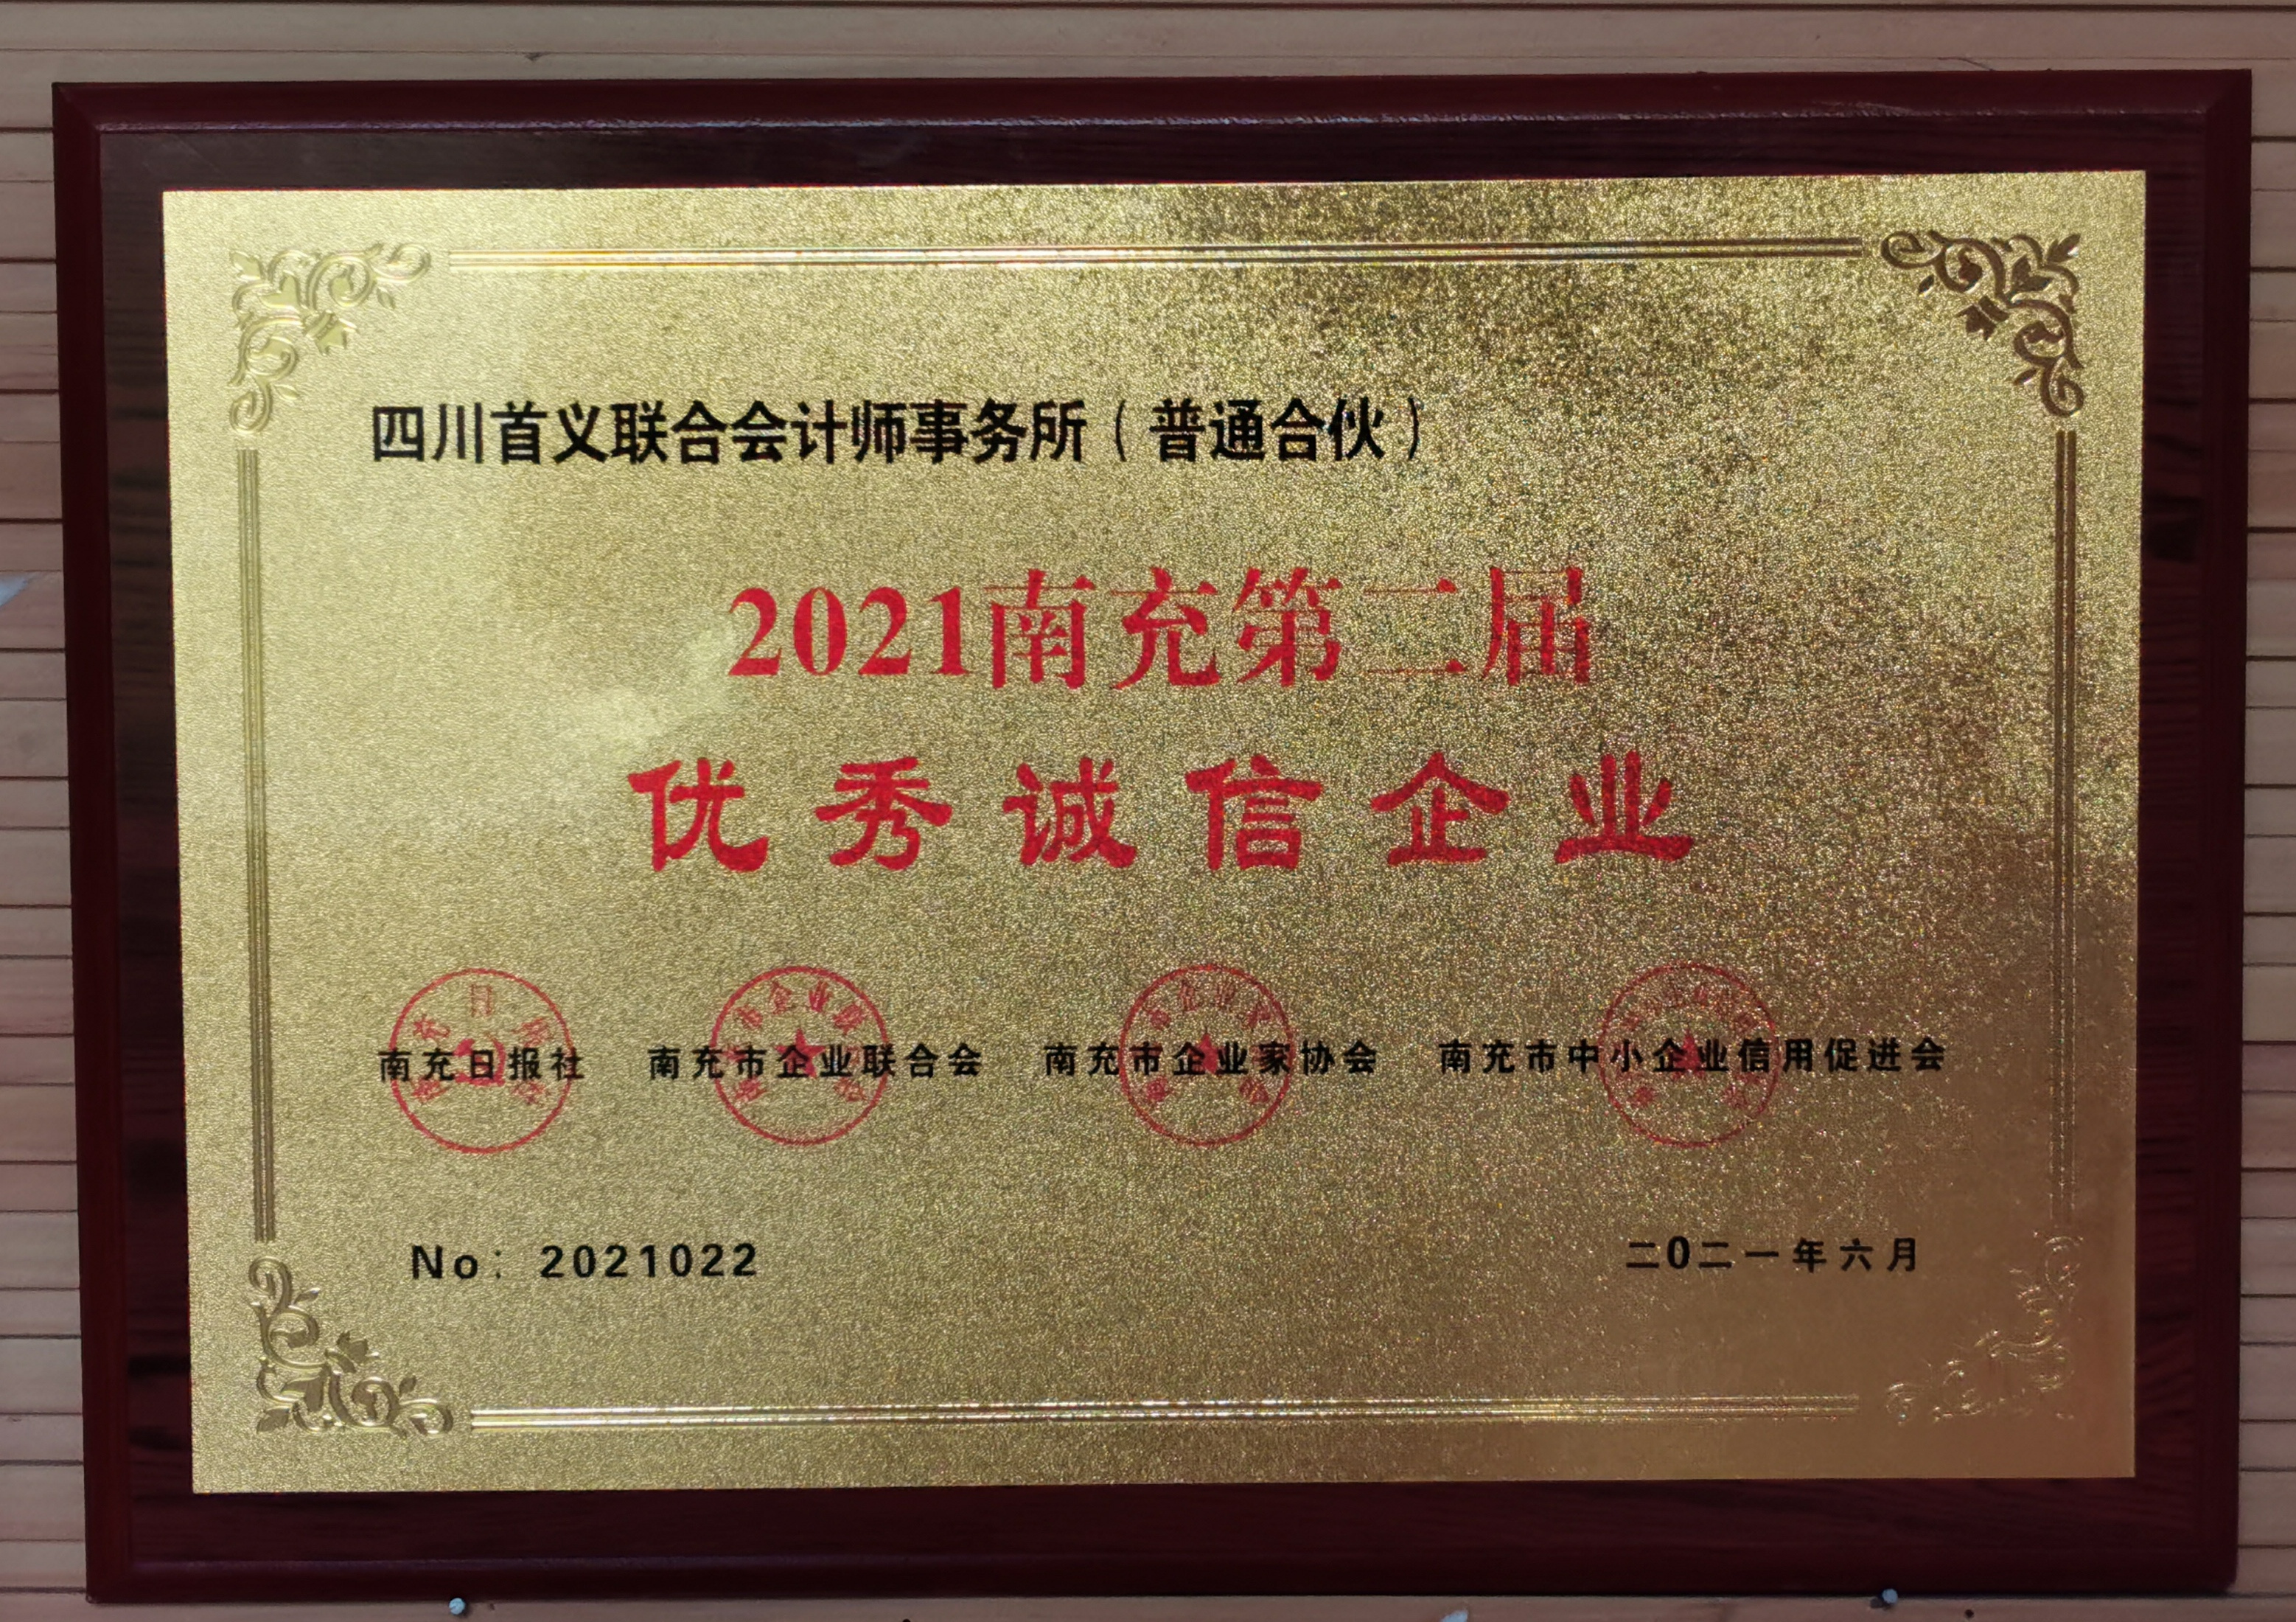 四川首义联合会计师事务所（普通合伙）
2021南充第二届
优秀诚信企业
南充日报社 南充市企业联合会 南充市企业家协会 南充市中小企业信用促进会
No: 2021022
二0二一年六月